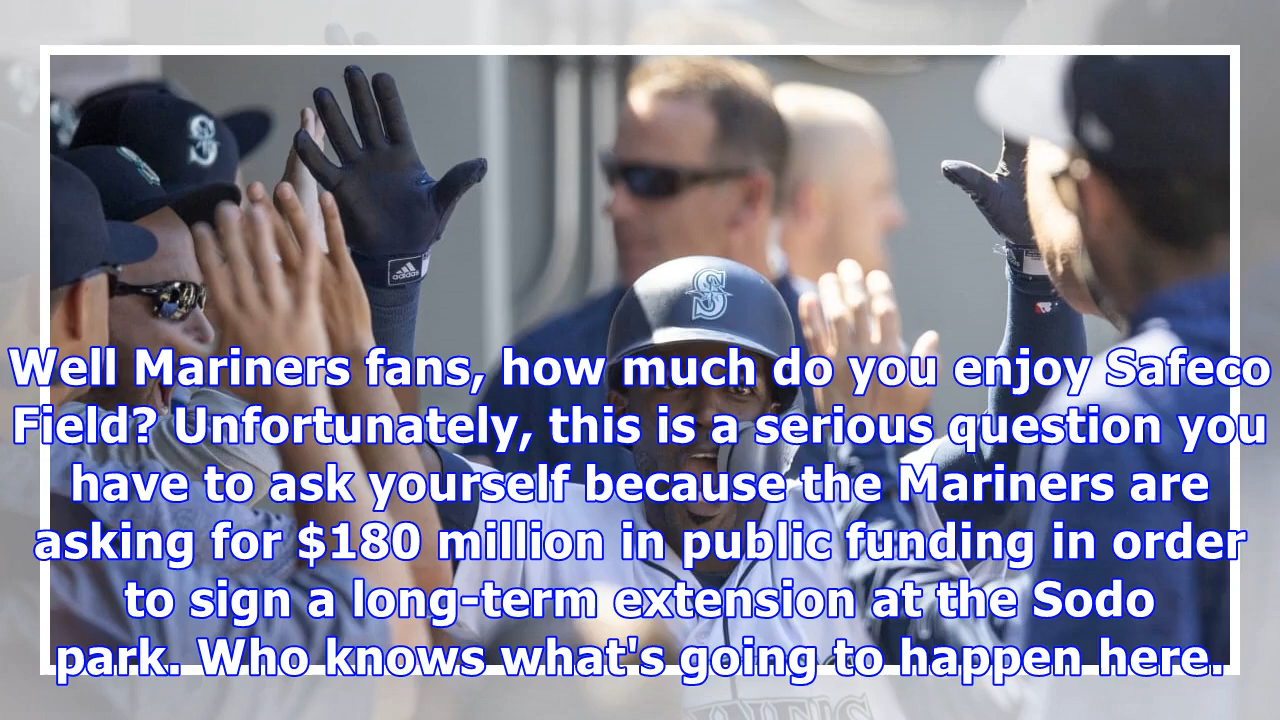 adidas
Well Mariners fans, how much do you enjoy Safeco
Field? Unfortunately, this is a serious question you
have to ask yourself because the Mariners are
asking for $180 million in public funding in order
to sign a long-term extension at the Sodo
park. Who knows what's going to happen here.